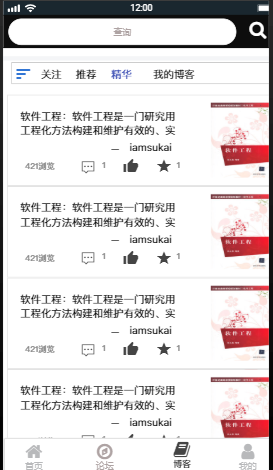 12:00
查询
关注 推荐 精华 我的博客
软件工程：软件工程是一门研究用
工程化方法构建和维护有效的、实
— iamsukai
421浏览 1 1
软件工程
软件工程：软件工程是一门研究用
工程化方法构建和维护有效的、实
— iamsukai
421浏览 1 1
软件工程
软件工程：软件工程是一门研究用
工程化方法构建和维护有效的、实
— iamsukai
421浏览 1 1
软件工程
软件工程：软件工程是一门研究用
工程化方法构建和维护有效的、实
— iamsukai
软件工程
首页 论坛 博客 我的